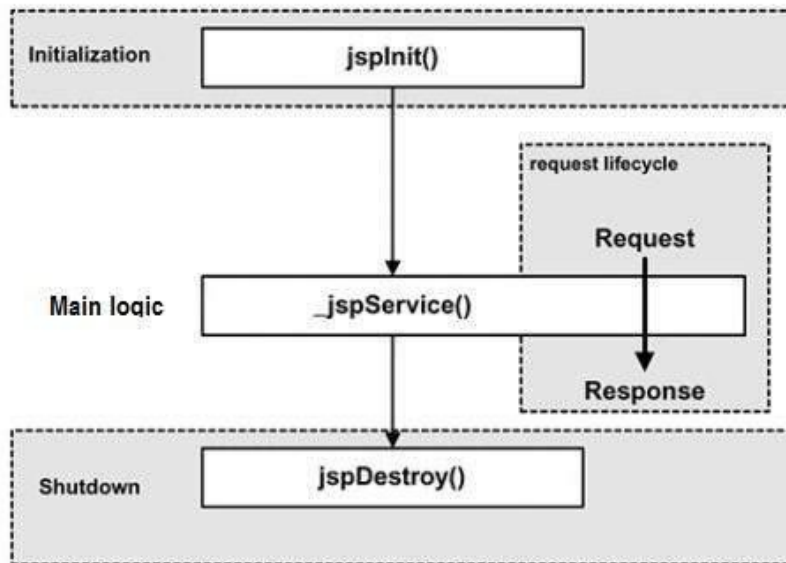 Initialization
jspInit()
request lifecycle
Request
Main logic
_jspService()
Response
jspDestroy()
Shutdown